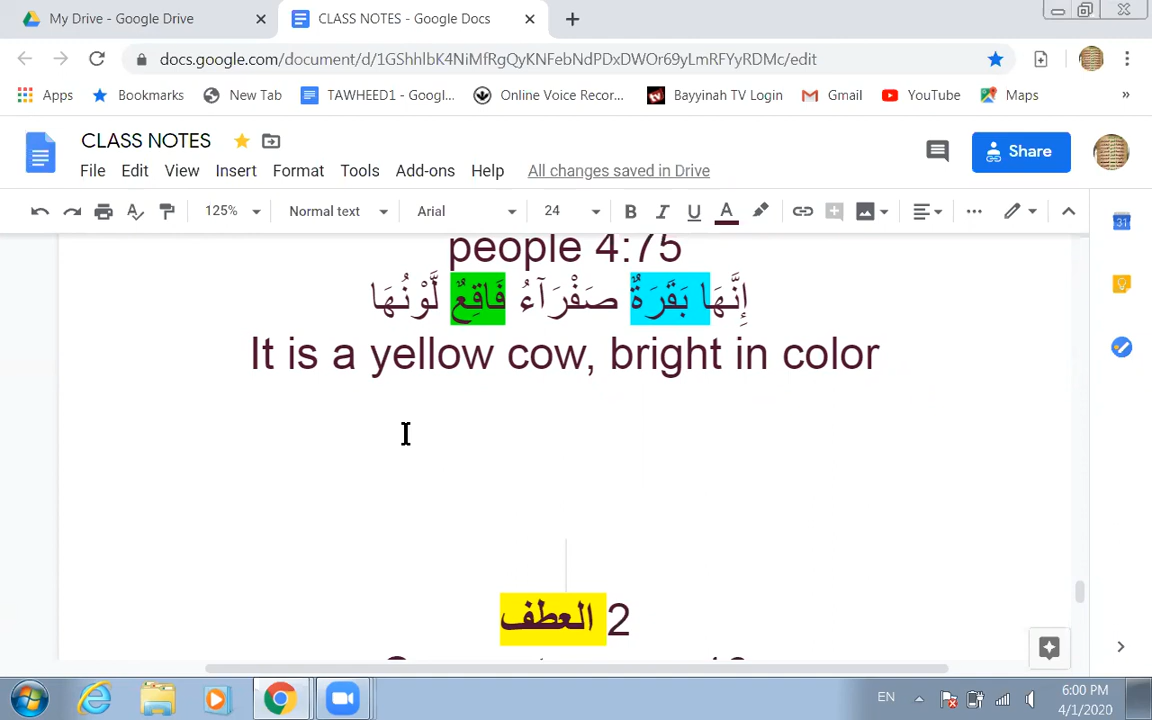 My Drive - Google Drive
CLASS NOTES - Google Docs
docs.google.com/document/d/1GShhlbK4NiMfRgQyKNFebNdPDxDWOr69yLmRFYyRDMc/edit
Apps Bookmarks New Tab TAWHEED1 - Googl... Online Voice Recor... Bayyinah TV Login Gmail YouTube Maps »
CLASS NOTES
File Edit View Insert Format Tools Add-ons Help All changes saved in Drive
Share
125% Normal text Arial 24 B I U A
31
people 4:75
إِنَّهَا بَقَرَةٌ صَفْرَآءُ فَاقِعٌ لَّوْنُهَا
It is a yellow cow, bright in color
2 العطف
EN
6:00 PM
4/1/2020